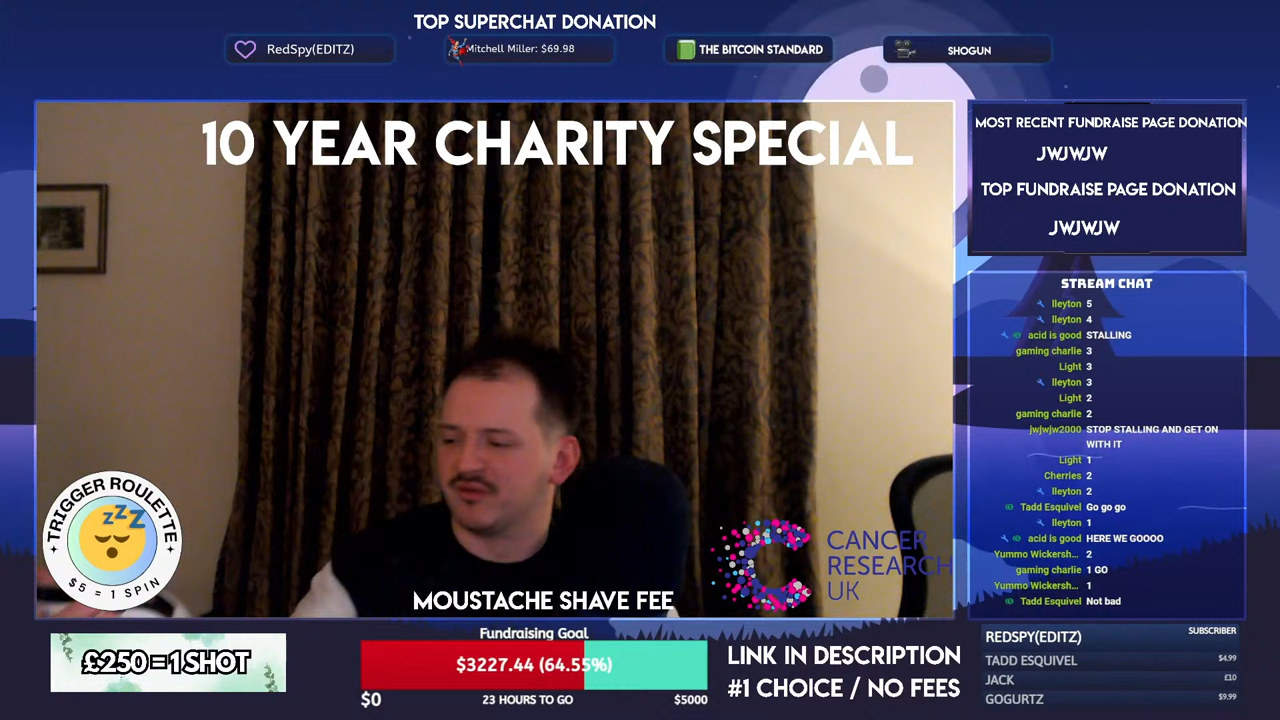 TOP SUPERCHAT DONATION
RedSpy(EDITZ)
Mitchell Miller: $69.98
THE BITCOIN STANDARD
SHOGUN
10 YEAR CHARITY SPECIAL
MOST RECENT FUNDRAISE PAGE DONATION
JWJWJW
TOP FUNDRAISE PAGE DONATION
JWJWJW
STREAM CHAT
lleyton 5
lleyton 4
acid is good STALLING
gaming charlie 3
Light 3
lleyton 3
Light 2
gaming charlie 2
jwjwjw2000 STOP STALLING AND GET ON
WITH IT
Light 1
Cherries 2
lleyton 2
Tadd Esquivel Go go go
lleyton 1
acid is good HERE WE GOOOO
Yummo Wickersh... 2
gaming charlie 1 GO
Yummo Wickersh... 1
Tadd Esquivel Not bad
TRIGGER ROULETTE
zzz
$5 = 1 SPIN
CANCER
RESEARCH
UK
MOUSTACHE SHAVE FEE
£250 = 1 SHOT
Fundraising Goal
$3227.44 (64.55%)
$0
23 HOURS TO GO
$5000
LINK IN DESCRIPTION
#1 CHOICE / NO FEES
REDSPY(EDITZ) SUBSCRIBER
TADD ESQUIVEL $4.99
JACK £10
GOGURTZ $9.99